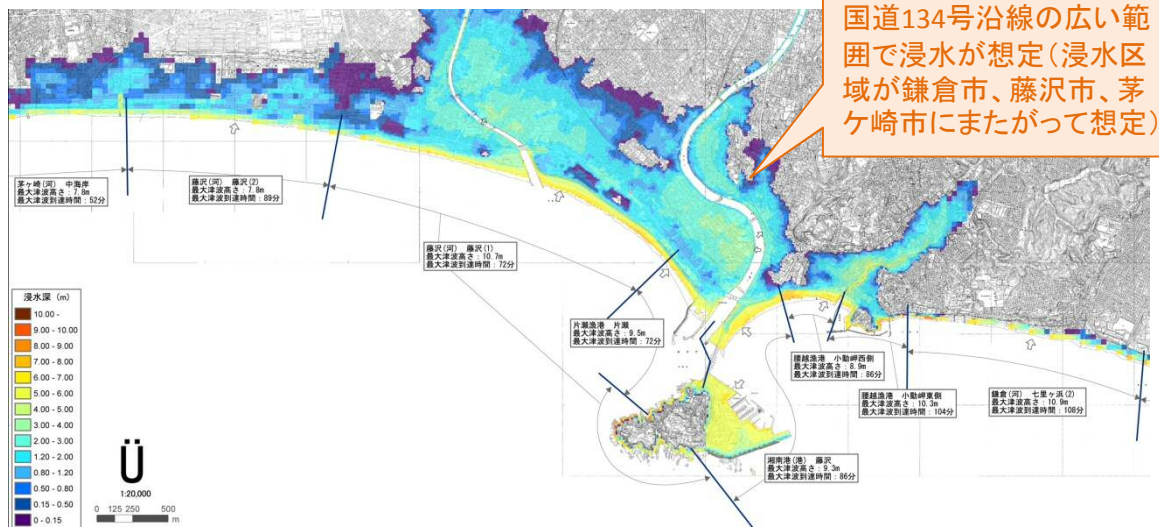 国道134号沿線の広い範
囲で浸水が想定（浸水区
域が鎌倉市、藤沢市、茅
ケ崎市にまたがって想定）
茅ヶ崎(河) 中海岸
最大津波高さ：7.8m
最大津波到達時間：52分
藤沢(河) 藤沢(2)
最大津波高さ：7.8m
最大津波到達時間：89分
藤沢(河) 藤沢(1)
最大津波高さ：10.7m
最大津波到達時間：72分
片瀬漁港 片瀬
最大津波高さ：9.5m
最大津波到達時間：72分
腰越漁港 小動岬西側
最大津波高さ：8.9m
最大津波到達時間：86分
腰越漁港 小動岬東側
最大津波高さ：10.3m
最大津波到達時間：104分
鎌倉(河) 七里ヶ浜(2)
最大津波高さ：10.9m
最大津波到達時間：108分
湘南港(港) 藤沢
最大津波高さ：9.3m
最大津波到達時間：86分
浸水深 (m)
10.00 -
9.00 - 10.00
8.00 - 9.00
7.00 - 8.00
6.00 - 7.00
5.00 - 6.00
4.00 - 5.00
3.00 - 4.00
2.00 - 3.00
1.20 - 2.00
0.80 - 1.20
0.50 - 0.80
0.15 - 0.50
0 - 0.15
Ü
1:20,000
0 125 250 500
m